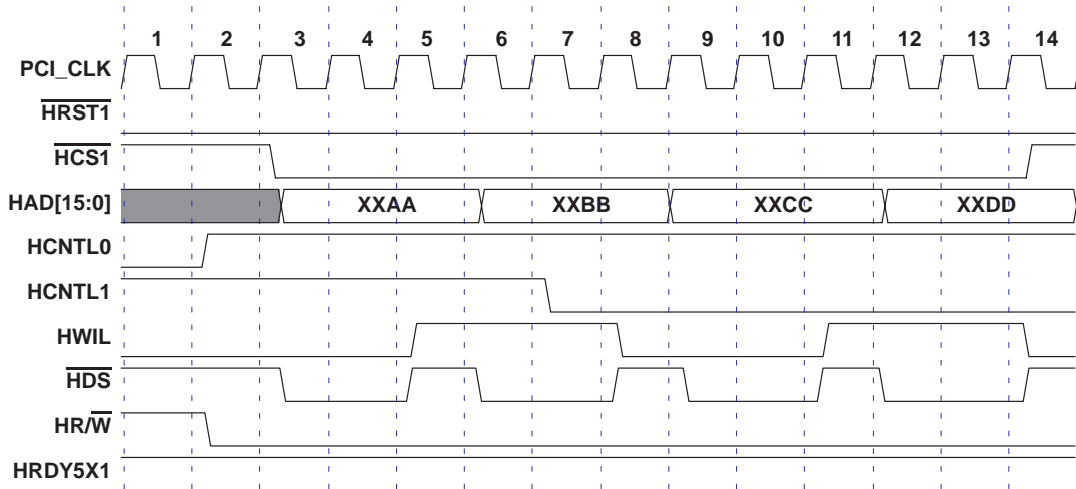 1 2 3 4 5 6 7 8 9 10 11 12 13 14
PCI_CLK
HRST1
HCS1
HAD[15:0] XXAA XXBB XXCC XXDD
HCNTL0
HCNTL1
HWIL
HDS
HR/W
HRDY5X1